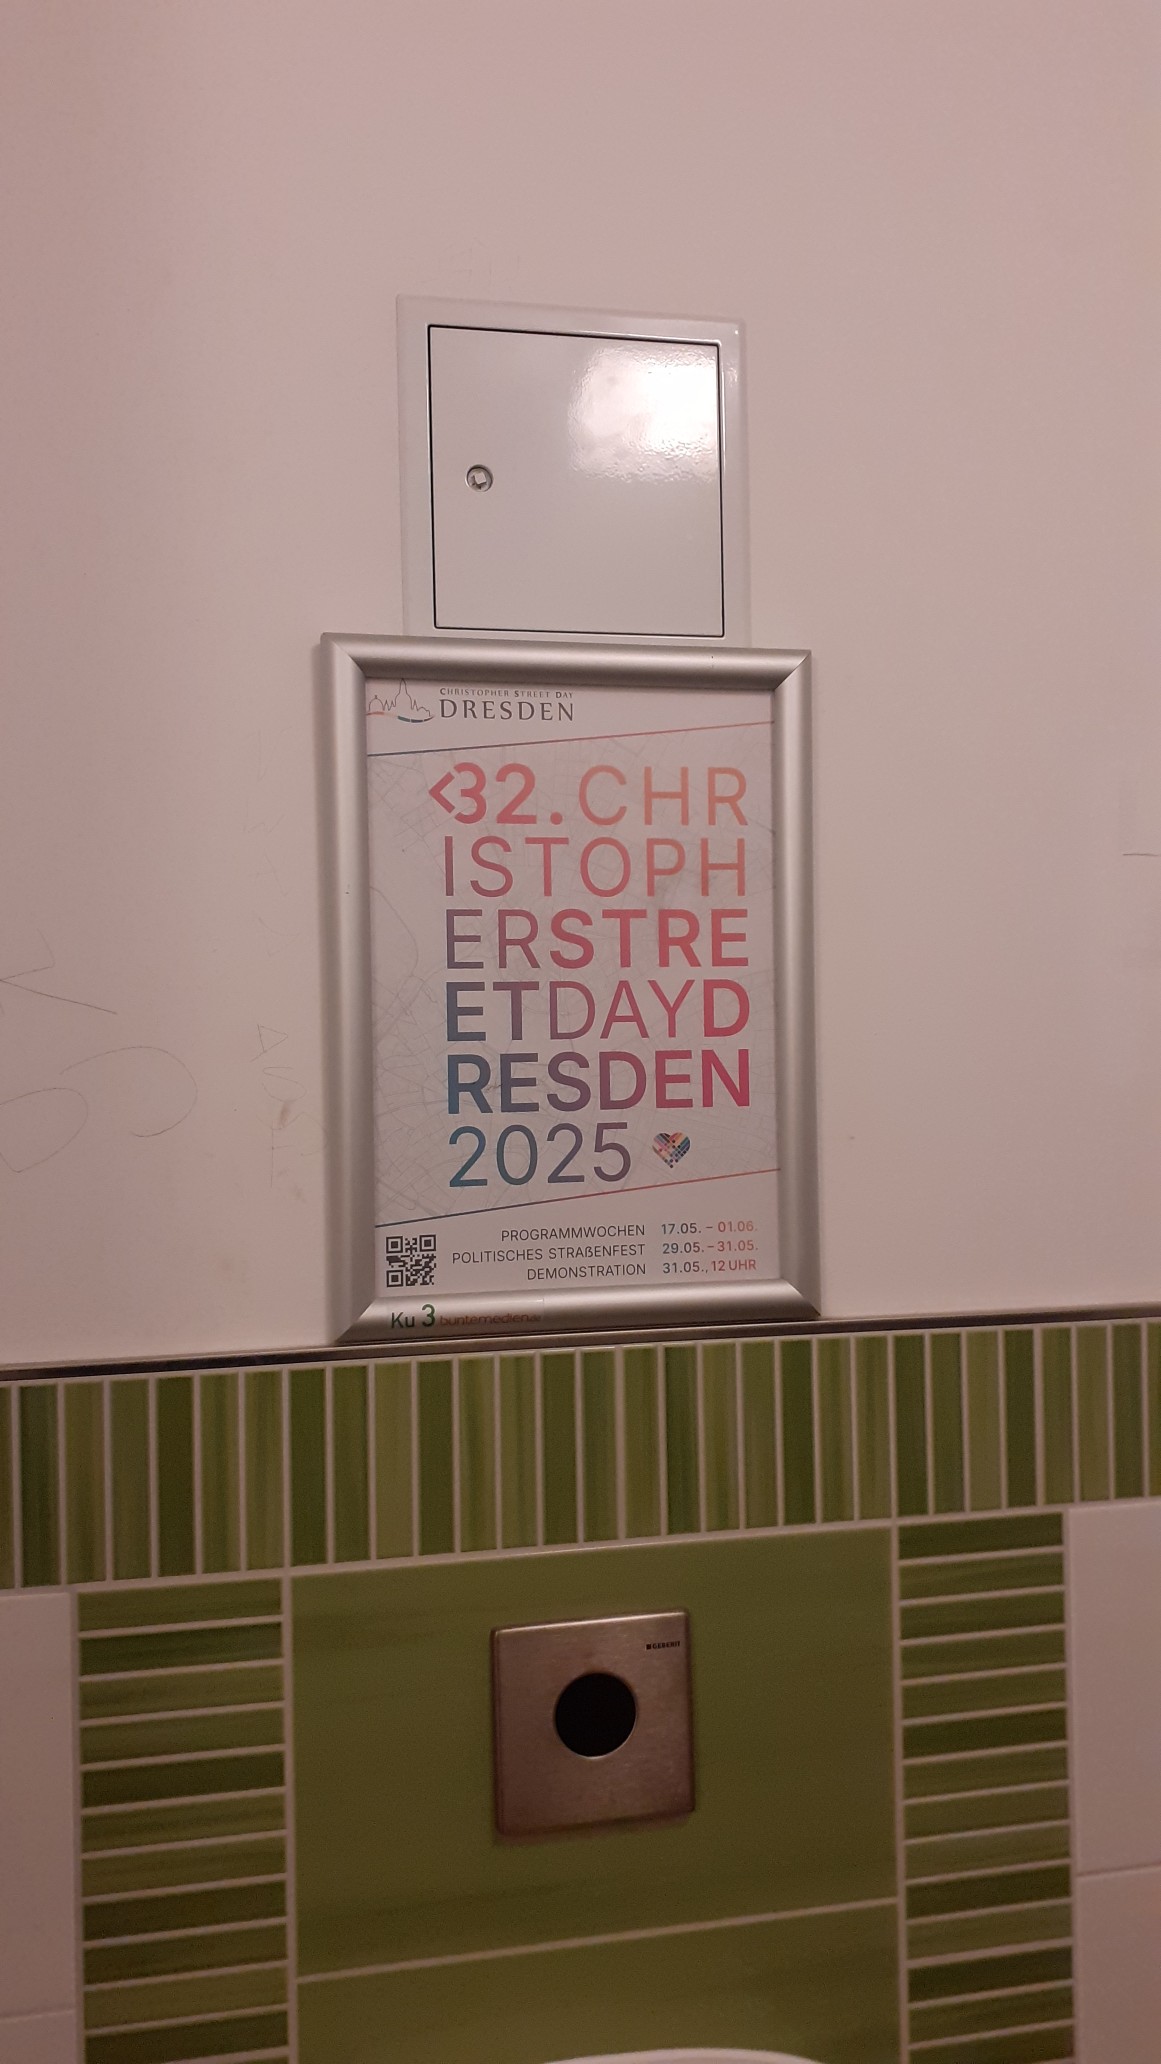 CHRISTOPHER STREET DAY
DRESDEN
<32. CHR
ISTOPH
ERSTRE
ETDAYD
RESDEN
2025
PROGRAMMWOCHEN 17.05. – 01.06.
POLITISCHES STRAßENFEST 29.05. – 31.05.
DEMONSTRATION 31.05., 12 UHR
Ku 3 buntemedien.de
GEBERIT